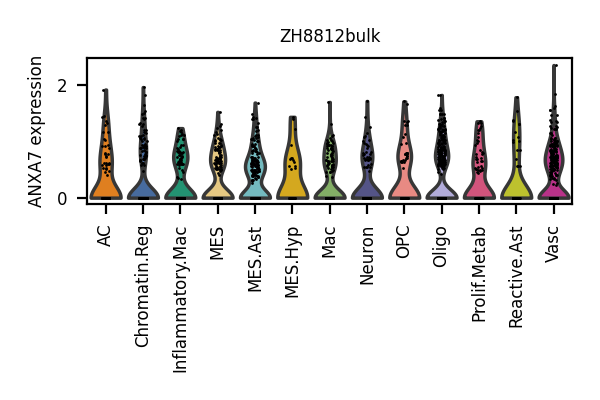 ZH8812bulk
ANXA7 expression
2
0
AC
Chromatin.Reg
Inflammatory.Mac
MES
MES.Ast
MES.Hyp
Mac
Neuron
OPC
Oligo
Prolif.Metab
Reactive.Ast
Vasc